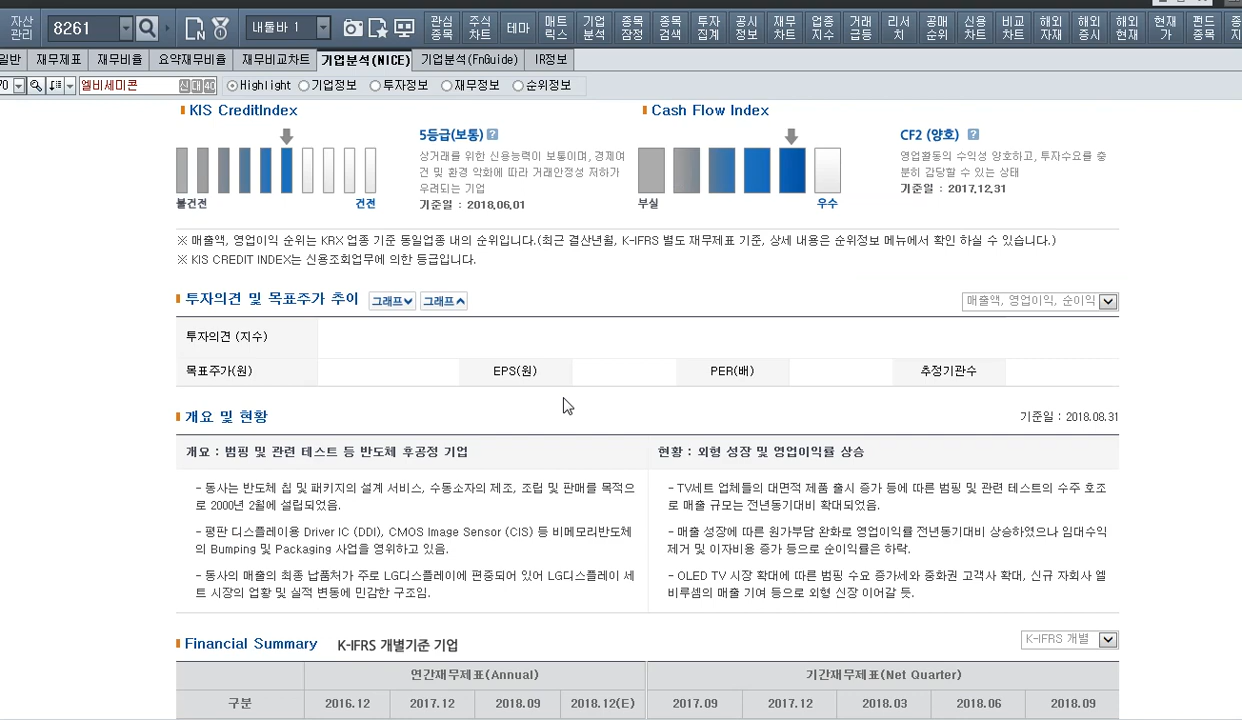 자산 관리
8261
내툴바 1
관심 종목
주식 차트
테마
매트 릭스
기업 분석
종목 잠정
종목 검색
투자 집계
공시 정보
재무 차트
업종 지수
거래 급등
리서 치
공매 순위
신용 차트
비교 차트
해외 자재
해외 증시
해외 현재
현재 가
펀드 종목
일반 재무제표 재무비율 요약재무비율 재무비교차트 기업분석(NICE) 기업분석(FnGuide) IR정보
70 엘비세미콘 신 대 40 Highlight 기업정보 투자정보 재무정보 순위정보
KIS CreditIndex
5등급(보통) ?
상거래를 위한 신용능력이 보통이며, 경제여
건 및 환경 악화에 따라 거래안정성 저하가
우려되는 기업
기준일 : 2018.06.01
불건전 건전
Cash Flow Index
CF2 (양호) ?
영업활동의 수익성 양호하고, 투자수요를 충
분히 감당할 수 있는 상태
기준일 : 2017.12.31
부실 우수
※ 매출액, 영업이익 순위는 KRX 업종 기준 동일업종 내의 순위입니다.(최근 결산년월, K-IFRS 별도 재무제표 기준, 상세 내용은 순위정보 메뉴에서 확인 하실 수 있습니다.)
※ KIS CREDIT INDEX는 신용조회업무에 의한 등급입니다.
투자의견 및 목표주가 추이 그래프 그래프 매출액, 영업이익, 순이익
투자의견 (지수)
목표주가(원) EPS(원) PER(배) 추정기관수
개요 및 현황 기준일 : 2018.08.31
개요 : 범핑 및 관련 테스트 등 반도체 후공정 기업
- 동사는 반도체 칩 및 패키지의 설계 서비스, 수동소자의 제조, 조립 및 판매를 목적으
로 2000년 2월에 설립되었음.
- 평판 디스플레이용 Driver IC (DDI), CMOS Image Sensor (CIS) 등 비메모리반도체
의 Bumping 및 Packaging 사업을 영위하고 있음.
- 동사의 매출의 최종 납품처가 주로 LG디스플레이에 편중되어 있어 LG디스플레이 세
트 시장의 업황 및 실적 변동에 민감한 구조임.
현황 : 외형 성장 및 영업이익률 상승
- TV세트 업체들의 대면적 제품 출시 증가 등에 따른 범핑 및 관련 테스트의 수주 호조
로 매출 규모는 전년동기대비 확대되었음.
- 매출 성장에 따른 원가부담 완화로 영업이익률 전년동기대비 상승하였으나 임대수익
제거 및 이자비용 증가 등으로 순이익률은 하락.
- OLED TV 시장 확대에 따른 범핑 수요 증가세와 중화권 고객사 확대, 신규 자회사 엘
비루셈의 매출 기여 등으로 외형 신장 이어갈 듯.
Financial Summary K-IFRS 개별기준 기업 K-IFRS 개별
연간재무제표(Annual) 기간재무제표(Net Quarter)
구분 2016.12 2017.12 2018.09 2018.12(E) 2017.09 2017.12 2018.03 2018.06 2018.09